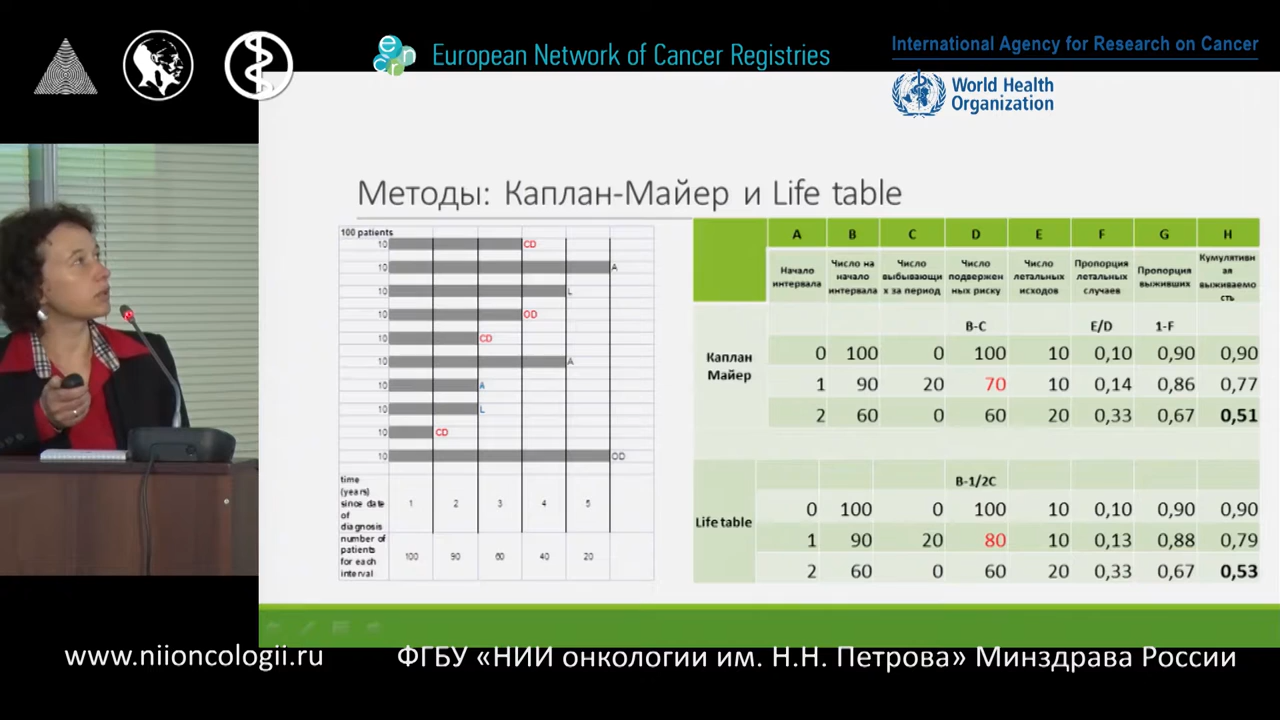 European Network of Cancer Registries
International Agency for Research on Cancer
World Health
Organization
Методы: Каплан-Майер и Life table
100 patients
10 CD
10 A
10 L
10 OD
10 CD
10 A
10 A
10 L
10 CD
10 OD
time
(years)
since date
of
diagnosis
1 2 3 4 5
number of
patients
for each
interval
100 90 60 40 20
A B C D E F G H
Начало
интервала
Число на
начало
интервала
Число
выбывающи
х за период
Число
подвержен
ных риску
Число
летальных
исходов
Пропорция
летальных
случаев
Пропорция
выживших
Кумулятивн
ая
выживаемо
сть
B-C E/D 1-F
Каплан
Майер
0 100 0 100 10 0,10 0,90 0,90
1 90 20 70 10 0,14 0,86 0,77
2 60 0 60 20 0,33 0,67 0,51
B-1/2C
Life table
0 100 0 100 10 0,10 0,90 0,90
1 90 20 80 10 0,13 0,88 0,79
2 60 0 60 20 0,33 0,67 0,53
www.niioncologii.ru
ФГБУ «НИИ онкологии им. Н.Н. Петрова» Минздрава России